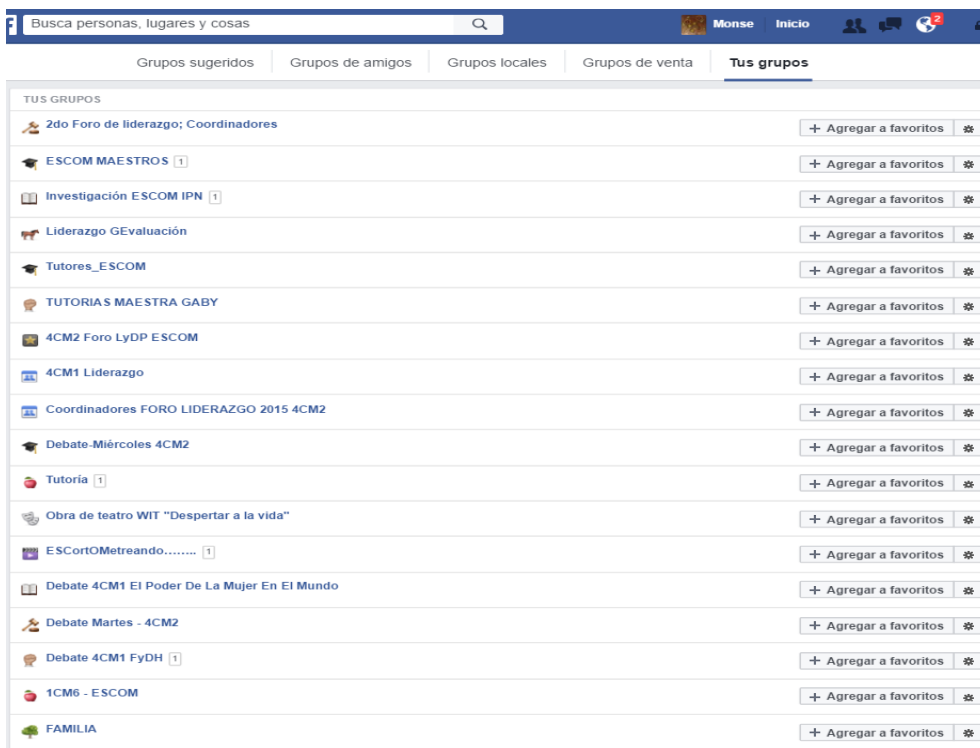 Busca personas, lugares y cosas Monse Inicio 2
Grupos sugeridos Grupos de amigos Grupos locales Grupos de venta Tus grupos
TUS GRUPOS
2do Foro de liderazgo; Coordinadores + Agregar a favoritos
ESCOM MAESTROS 1 + Agregar a favoritos
Investigación ESCOM IPN 1 + Agregar a favoritos
Liderazgo GEvaluación + Agregar a favoritos
Tutores_ESCOM + Agregar a favoritos
TUTORIAS MAESTRA GABY + Agregar a favoritos
4CM2 Foro LyDP ESCOM + Agregar a favoritos
4CM1 Liderazgo + Agregar a favoritos
Coordinadores FORO LIDERAZGO 2015 4CM2 + Agregar a favoritos
Debate-Miércoles 4CM2 + Agregar a favoritos
Tutoría 1 + Agregar a favoritos
Obra de teatro WIT "Despertar a la vida" + Agregar a favoritos
ESCortOMetreando........ 1 + Agregar a favoritos
Debate 4CM1 El Poder De La Mujer En El Mundo + Agregar a favoritos
Debate Martes - 4CM2 + Agregar a favoritos
Debate 4CM1 FyDH 1 + Agregar a favoritos
1CM6 - ESCOM + Agregar a favoritos
FAMILIA + Agregar a favoritos